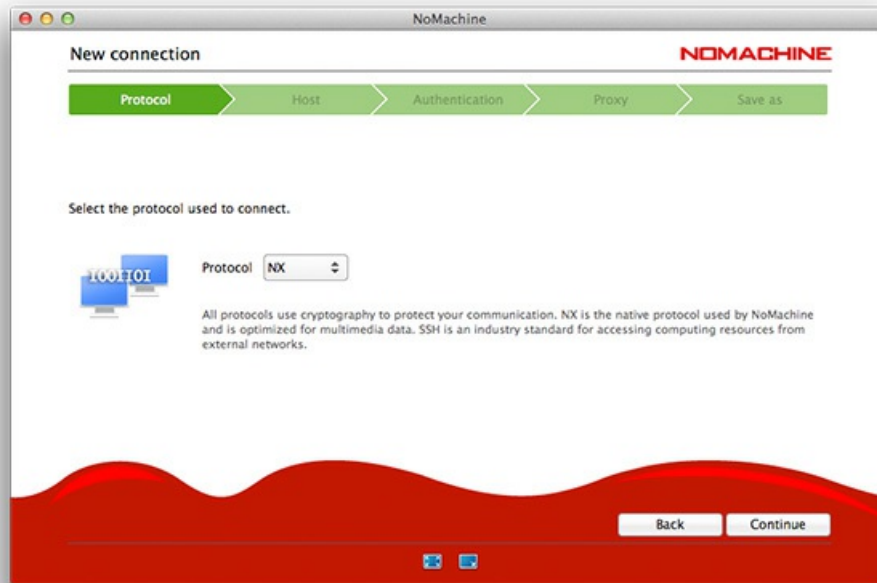 NoMachine
New connection
NOMACHINE
Protocol
Host
Authentication
Proxy
Save as
Select the protocol used to connect.
1001101
Protocol NX
All protocols use cryptography to protect your communication. NX is the native protocol used by NoMachine
and is optimized for multimedia data. SSH is an industry standard for accessing computing resources from
external networks.
Back
Continue